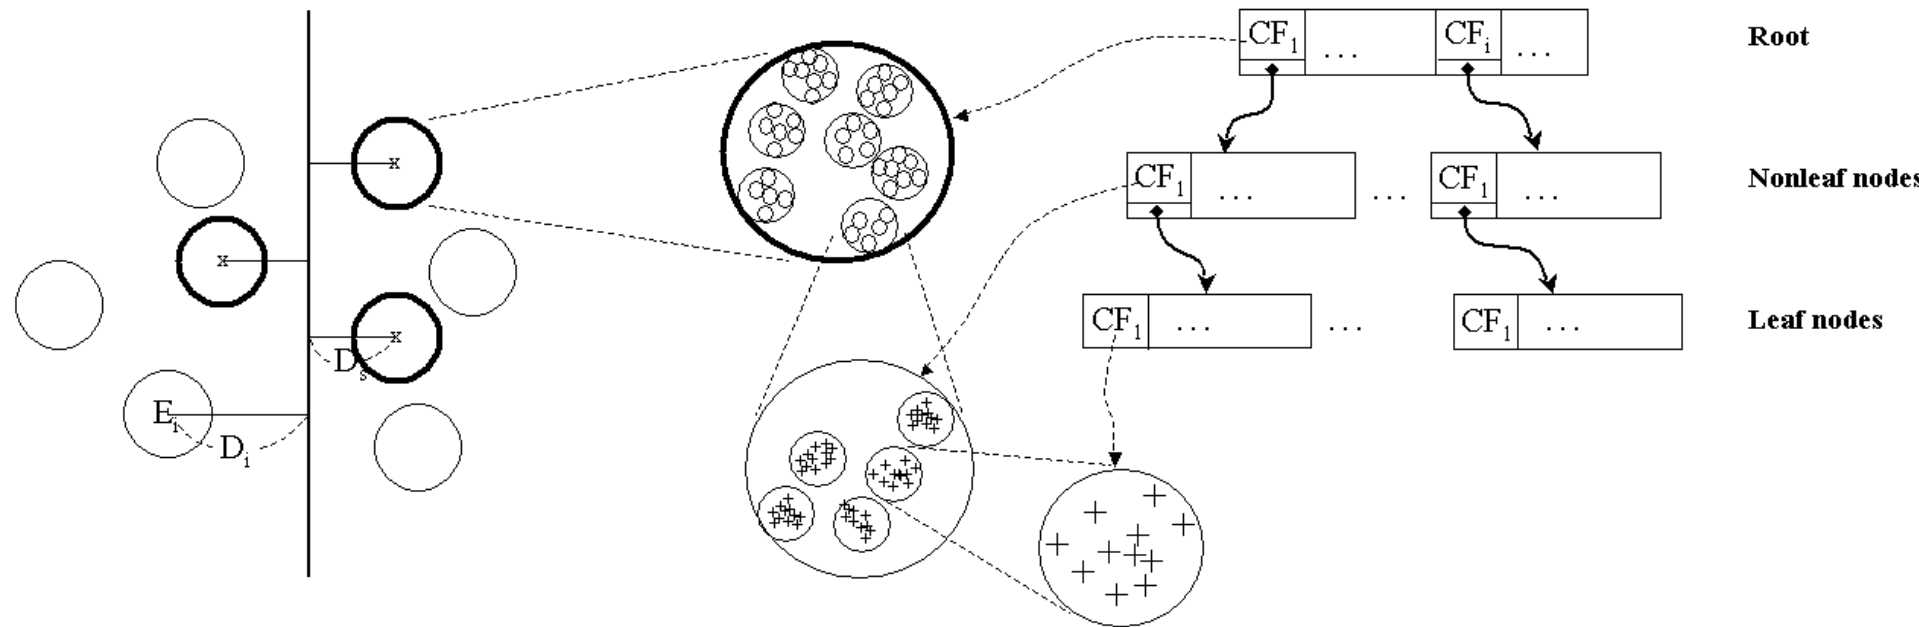 CF1 ... CFi ... Root
CF1 ... ... CF1 ... Nonleaf nodes
CF1 ... ... CF1 ... Leaf nodes
x
x
x
Ds
Ei
Di